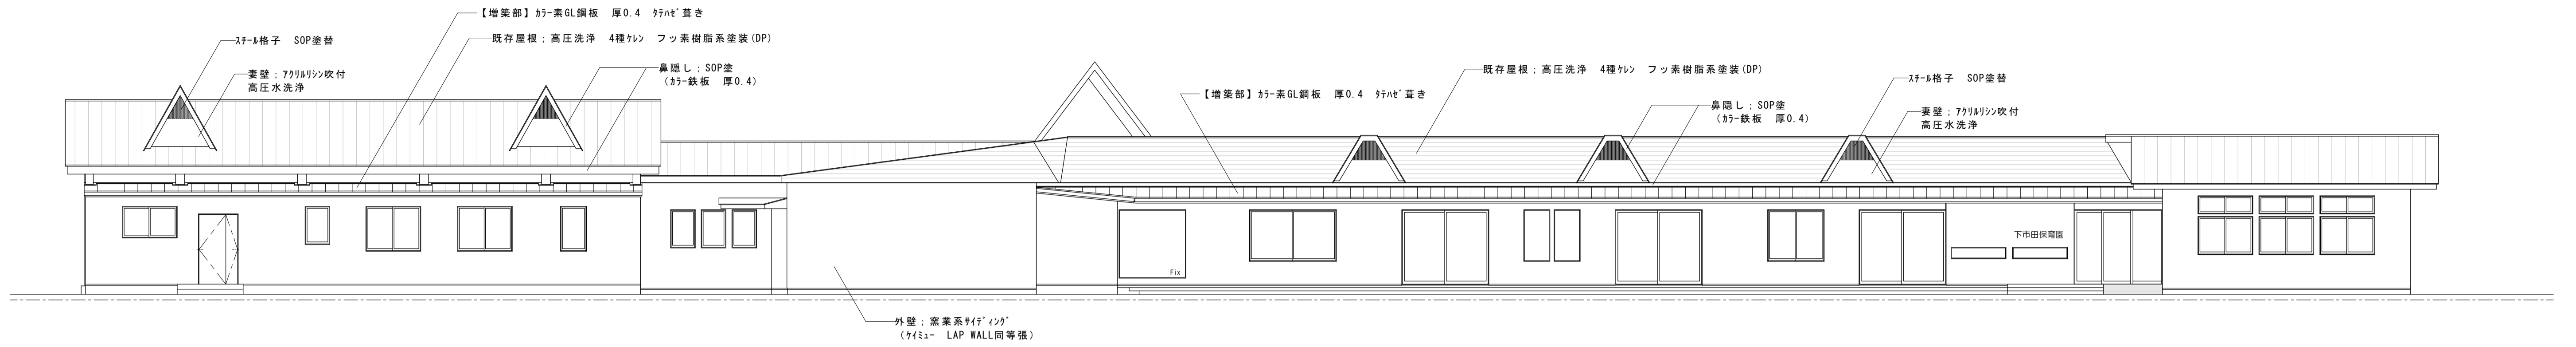 【増築部】ｶﾗｰ素GL鋼板　厚0.4　ﾀﾃﾊｾﾞ葺き
ｽﾁｰﾙ格子　SOP塗替
既存屋根；高圧洗浄　4種ｹﾚﾝ　フッ素樹脂系塗装(DP)
妻壁；ｱｸﾘﾙﾘｼﾝ吹付
高圧水洗浄
鼻隠し；SOP塗
（ｶﾗｰ鉄板　厚0.4）
【増築部】ｶﾗｰ素GL鋼板　厚0.4　ﾀﾃﾊｾﾞ葺き
既存屋根；高圧洗浄　4種ｹﾚﾝ　フッ素樹脂系塗装(DP)
鼻隠し；SOP塗
（ｶﾗｰ鉄板　厚0.4）
ｽﾁｰﾙ格子　SOP塗替
妻壁；ｱｸﾘﾙﾘｼﾝ吹付
高圧水洗浄
下市田保育園
Fix
外壁；窯業系ｻｲﾃﾞｨﾝｸﾞ
（ｹｲﾐｭｰ　LAP WALL同等張）